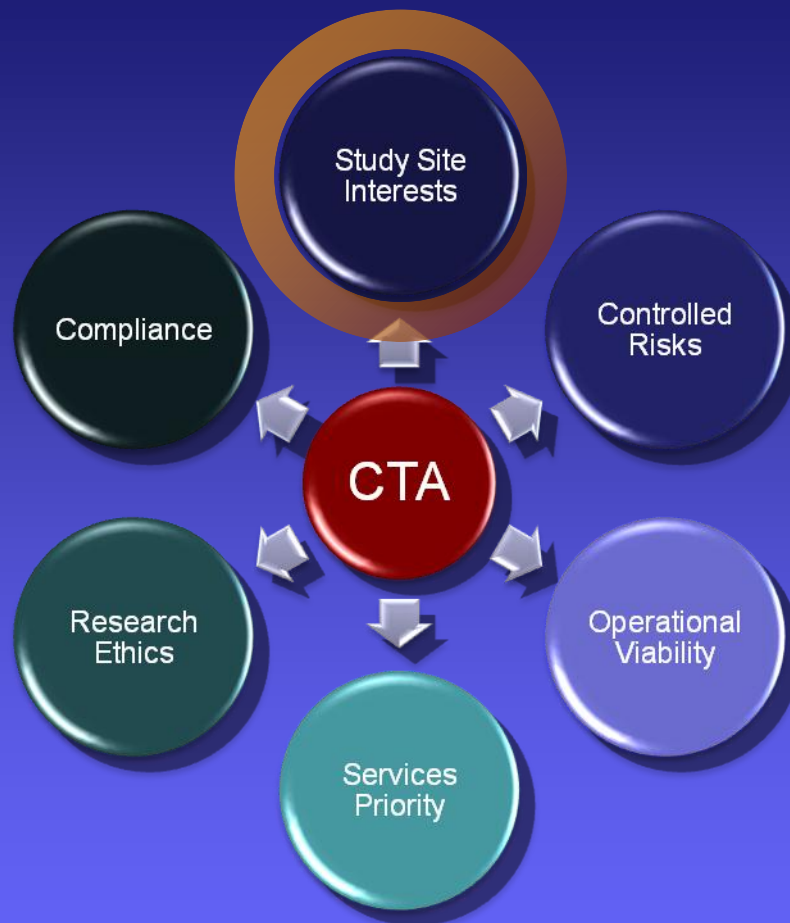 Study Site
Interests
Controlled
Risks
Compliance
CTA
Operational
Viability
Research
Ethics
Services
Priority